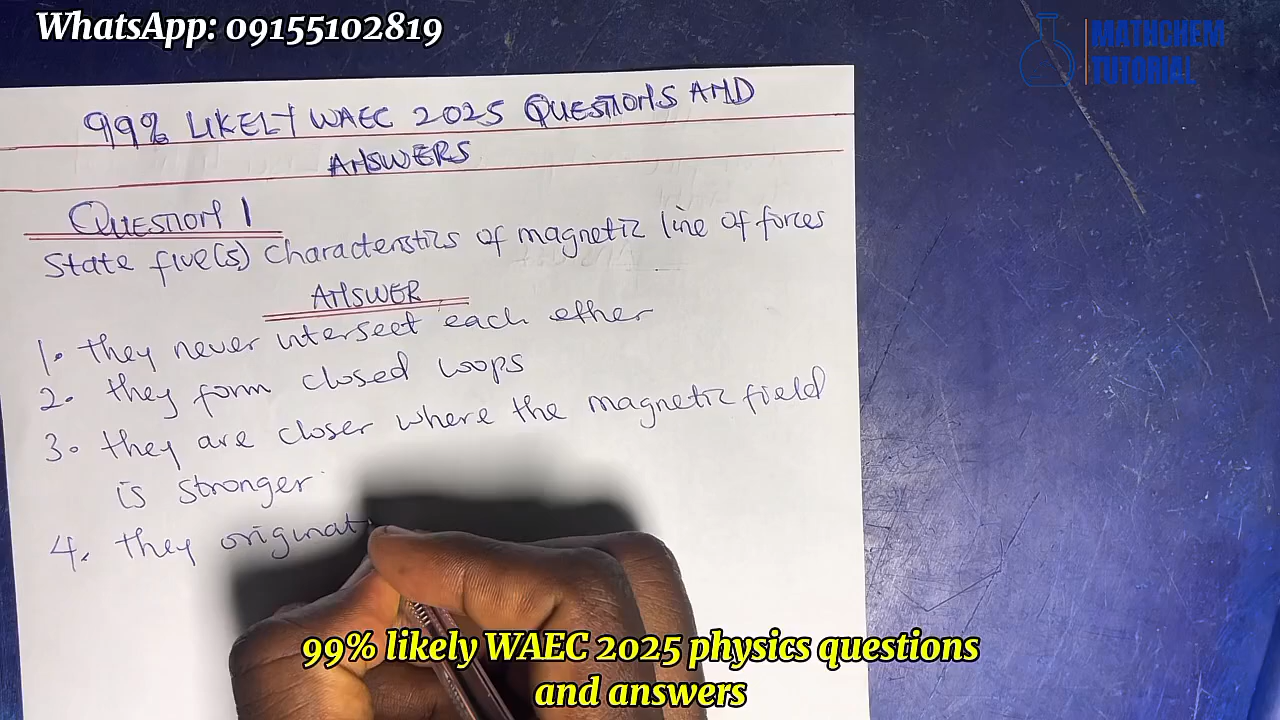 WhatsApp: 09155102819
MATHCHEM
TUTORIAL
99% LIKELY WAEC 2025 QUESTIONS AND
ANSWERS
QUESTION 1
State five(s) Characteristics of magnetic line of forces
ANSWER
1. they never interseet each other
2. they form closed loops
3. they are closer where the magnetic field
is stronger
4. they originat
99% likely WAEC 2025 physics questions
and answers